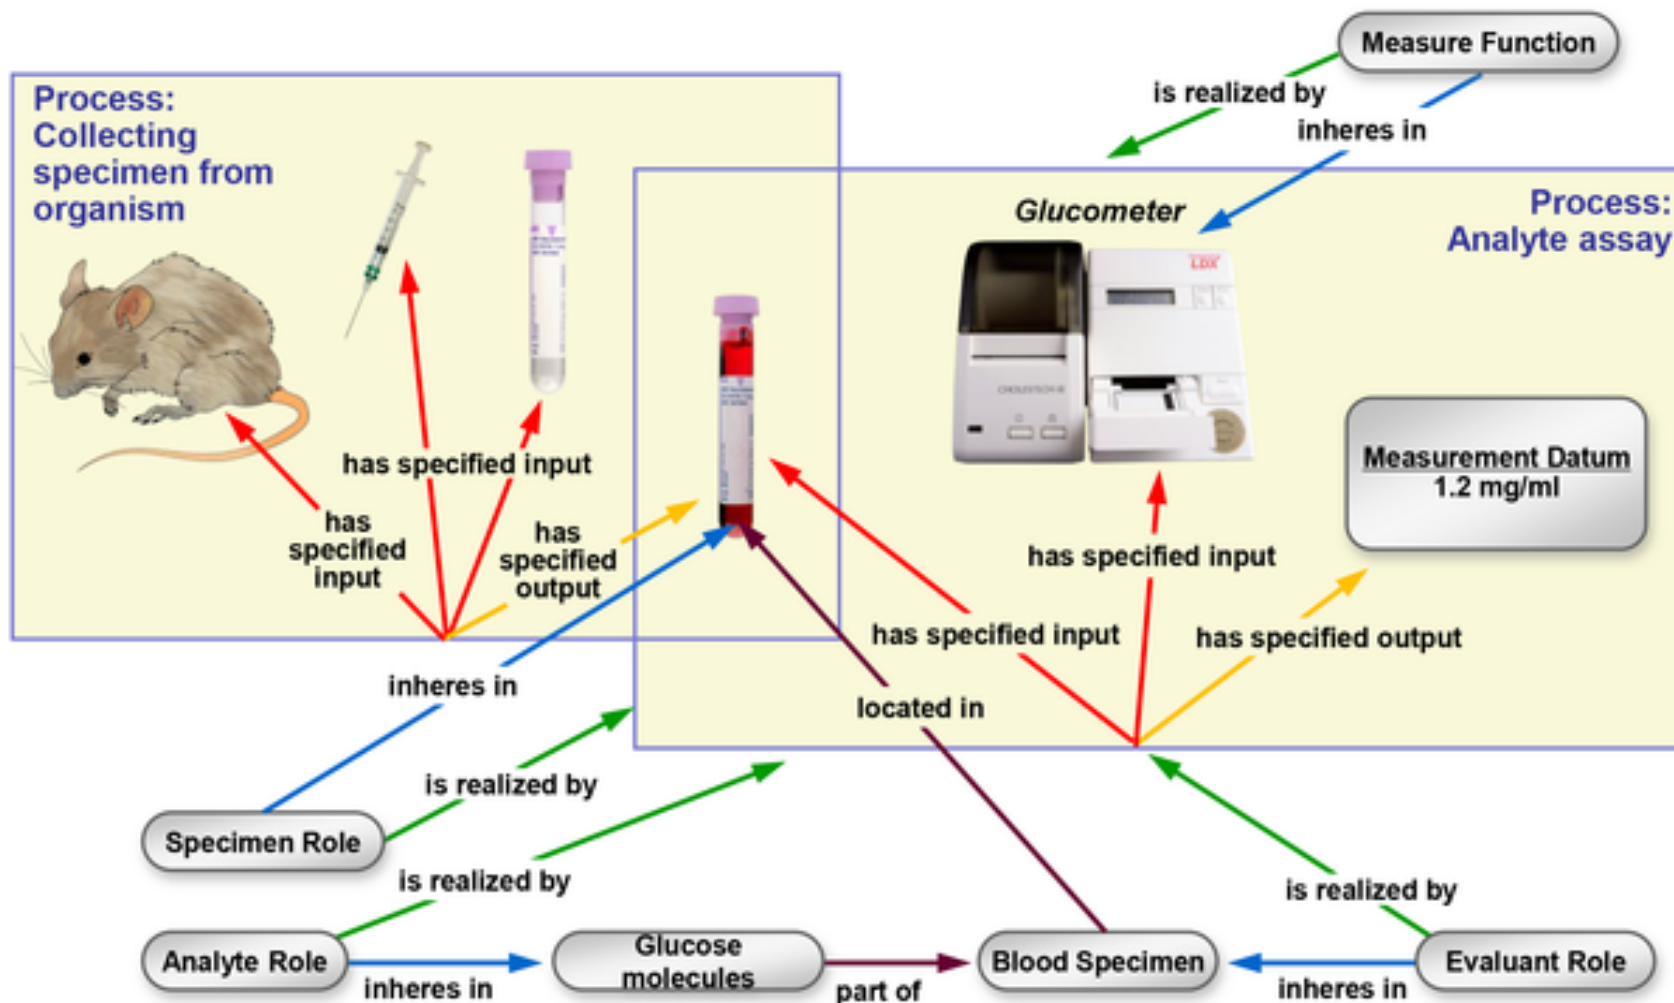 Measure Function
is realized by
inheres in
Process:
Collecting
specimen from
organism
Process:
Analyte assay
Glucometer
LDX
CHOLESTECH
has specified input
has
specified
input
has
specified
output
Measurement Datum
1.2 mg/ml
has specified input
has specified input
has specified output
inheres in
located in
is realized by
Specimen Role
is realized by
is realized by
Analyte Role
inheres in
Glucose
molecules
part of
Blood Specimen
inheres in
Evaluant Role